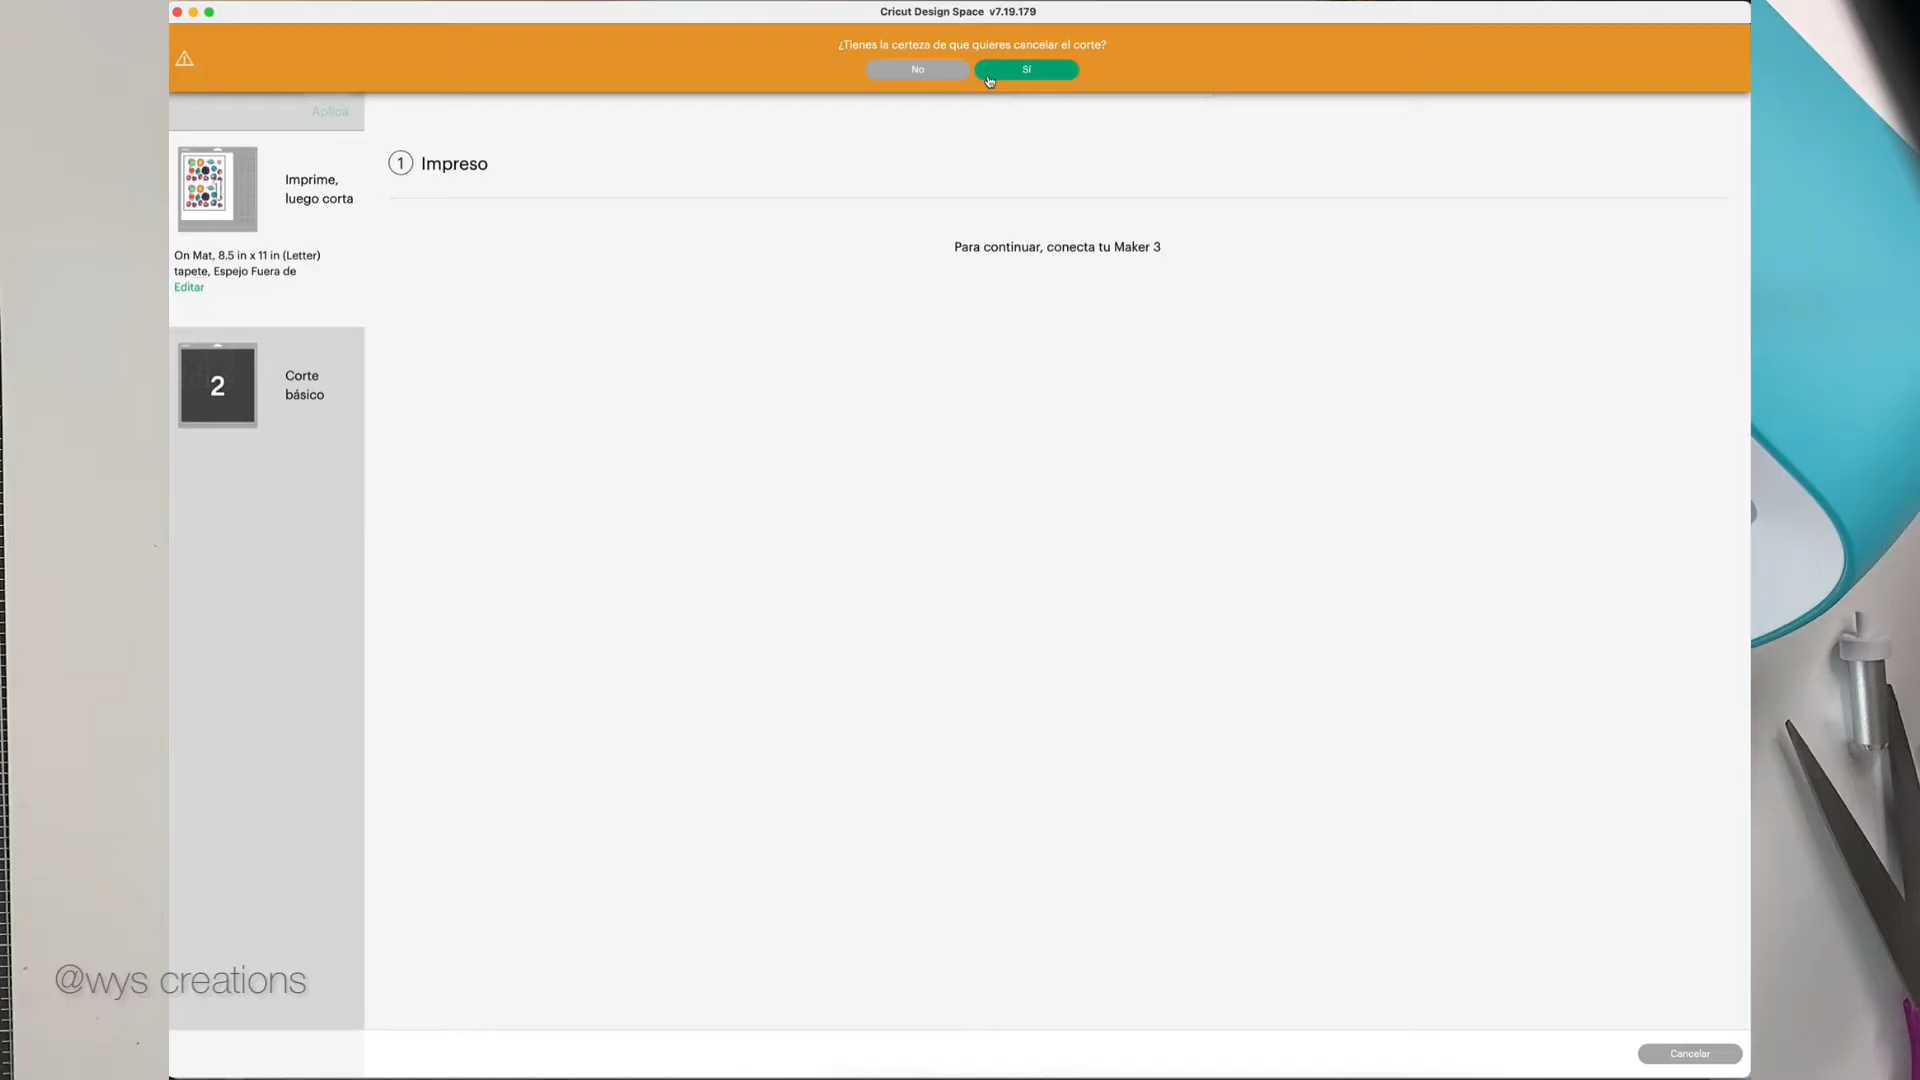 Cricut Design Space v7.19.179
¿Tienes la certeza de que quieres cancelar el corte?
No
Sí
Aplica
Imprime,
luego corta
1 Impreso
Para continuar, conecta tu Maker 3
On Mat, 8.5 in x 11 in (Letter)
tapete, Espejo Fuera de
Editar
2
Corte
básico
@wys creations
Cancelar